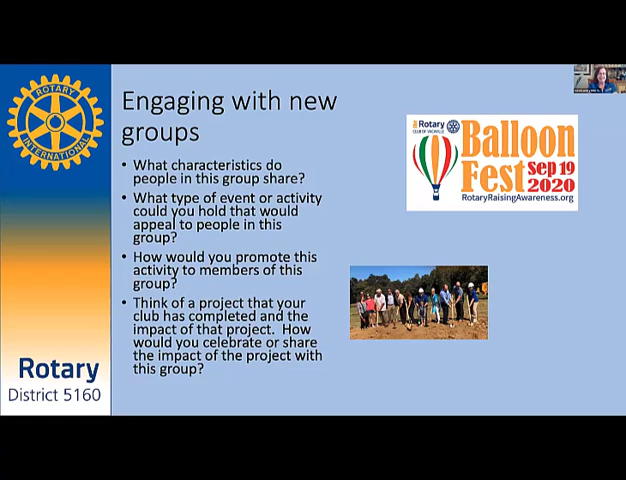 ROTARY
INTERNATIONAL
Rotary
District 5160
Engaging with new
groups
• What characteristics do
people in this group share?
• What type of event or activity
could you hold that would
appeal to people in this
group?
• How would you promote this
activity to members of this
group?
• Think of a project that your
club has completed and the
impact of that project. How
would you celebrate or share
the impact of the project with
this group?
the Rotary
CLUB OF VACAVILLE
Balloon
Fest Sep 19
2020
RotaryRaisingAwareness.org